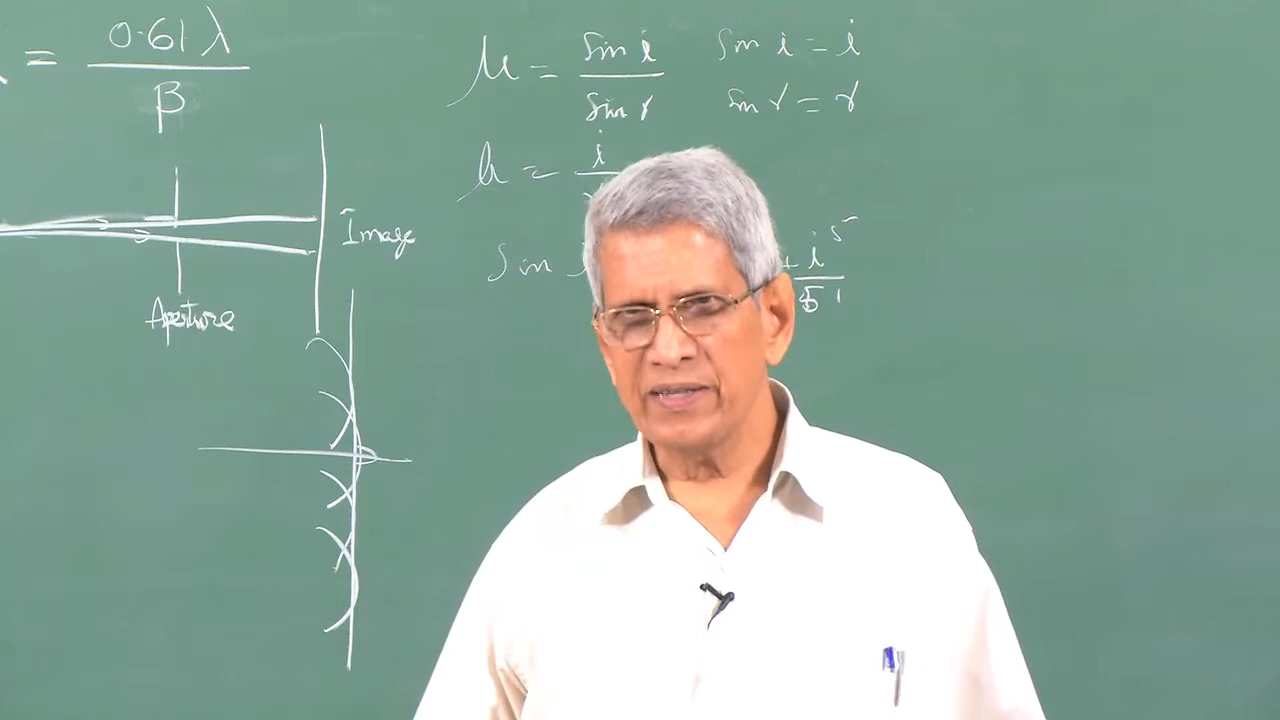 = 0.61 λ / β
μ = sin i / sin r
sin i = i
sin r = r
μ = i
Image
sin
+ i⁵ / 5!
Aperture